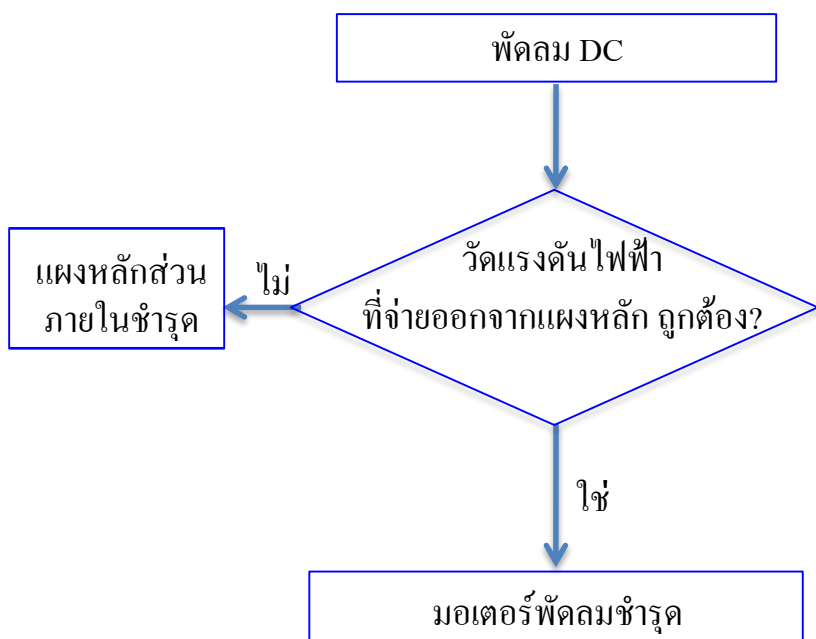 พัดลม DC
วัดแรงดันไฟฟ้า
ที่จ่ายออกจากแผงหลัก ถูกต้อง?
ไม่
แผงหลักส่วน
ภายในชำรุด
ใช่
มอเตอร์พัดลมชำรุด